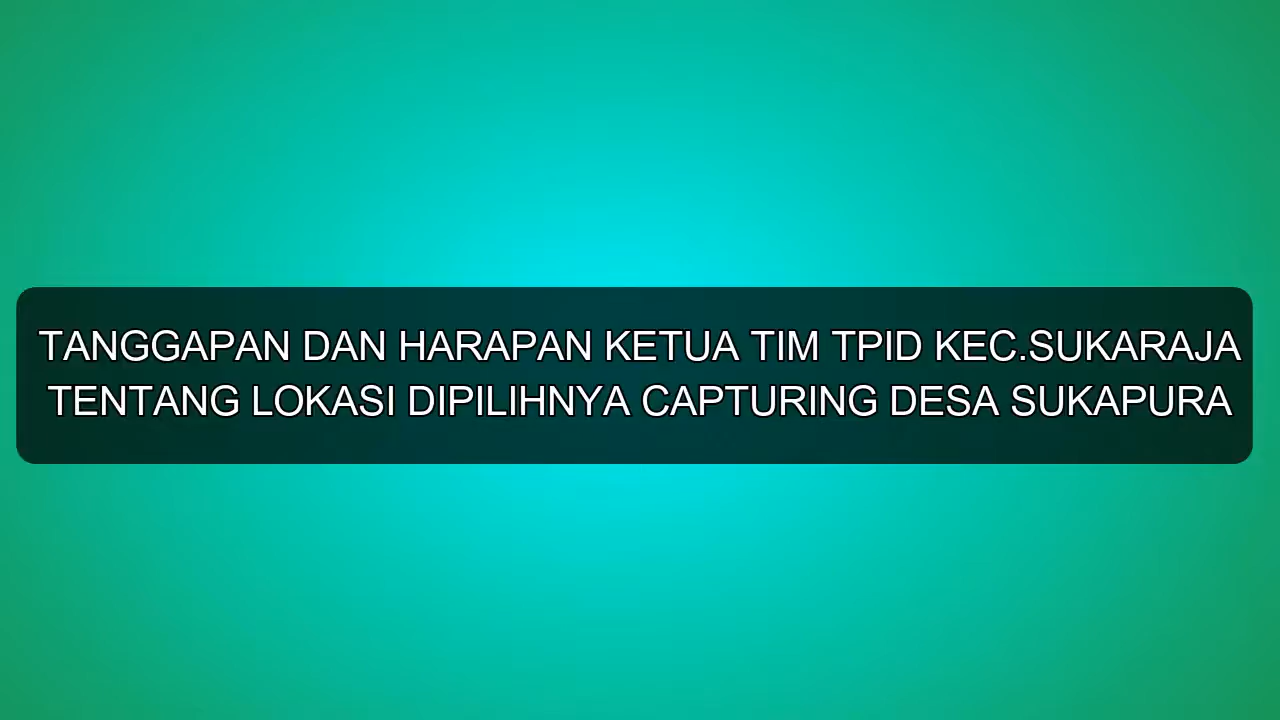 TANGGAPAN DAN HARAPAN KETUA TIM TPID KEC.SUKARAJA
TENTANG LOKASI DIPILIHNYA CAPTURING DESA SUKAPURA